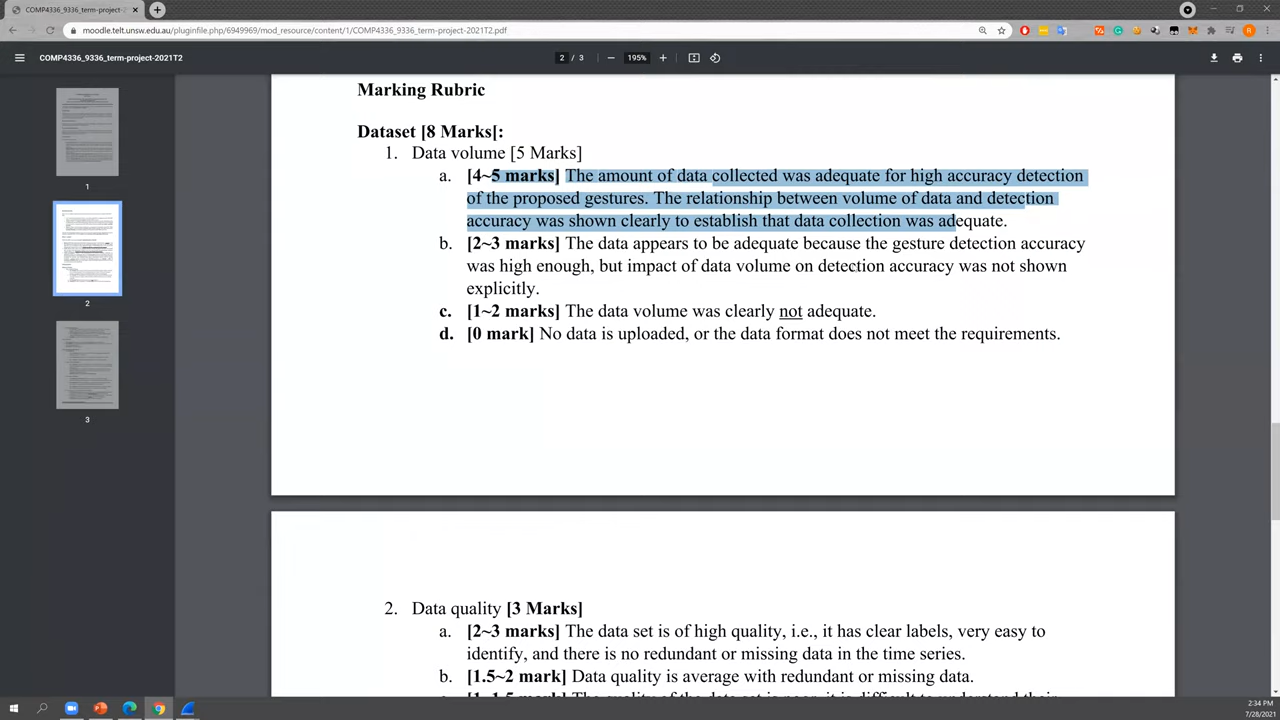 COMP4336_9336_term-project-2021
moodle.telt.unsw.edu.au/pluginfile.php/6949969/mod_resource/content/1/COMP4336_9336_term-project-2021T2.pdf
COMP4336_9336_term-project-2021T2
2 / 3
195%
1
2
3
Marking Rubric
Dataset [8 Marks[:
1. Data volume [5 Marks]
a. [4~5 marks] The amount of data collected was adequate for high accuracy detection
of the proposed gestures. The relationship between volume of data and detection
accuracy was shown clearly to establish that data collection was adequate.
b. [2~3 marks] The data appears to be adequate because the gesture detection accuracy
was high enough, but impact of data volume on detection accuracy was not shown
explicitly.
c. [1~2 marks] The data volume was clearly not adequate.
d. [0 mark] No data is uploaded, or the data format does not meet the requirements.
2. Data quality [3 Marks]
a. [2~3 marks] The data set is of high quality, i.e., it has clear labels, very easy to
identify, and there is no redundant or missing data in the time series.
b. [1.5~2 mark] Data quality is average with redundant or missing data.
2:34 PM
7/28/2021